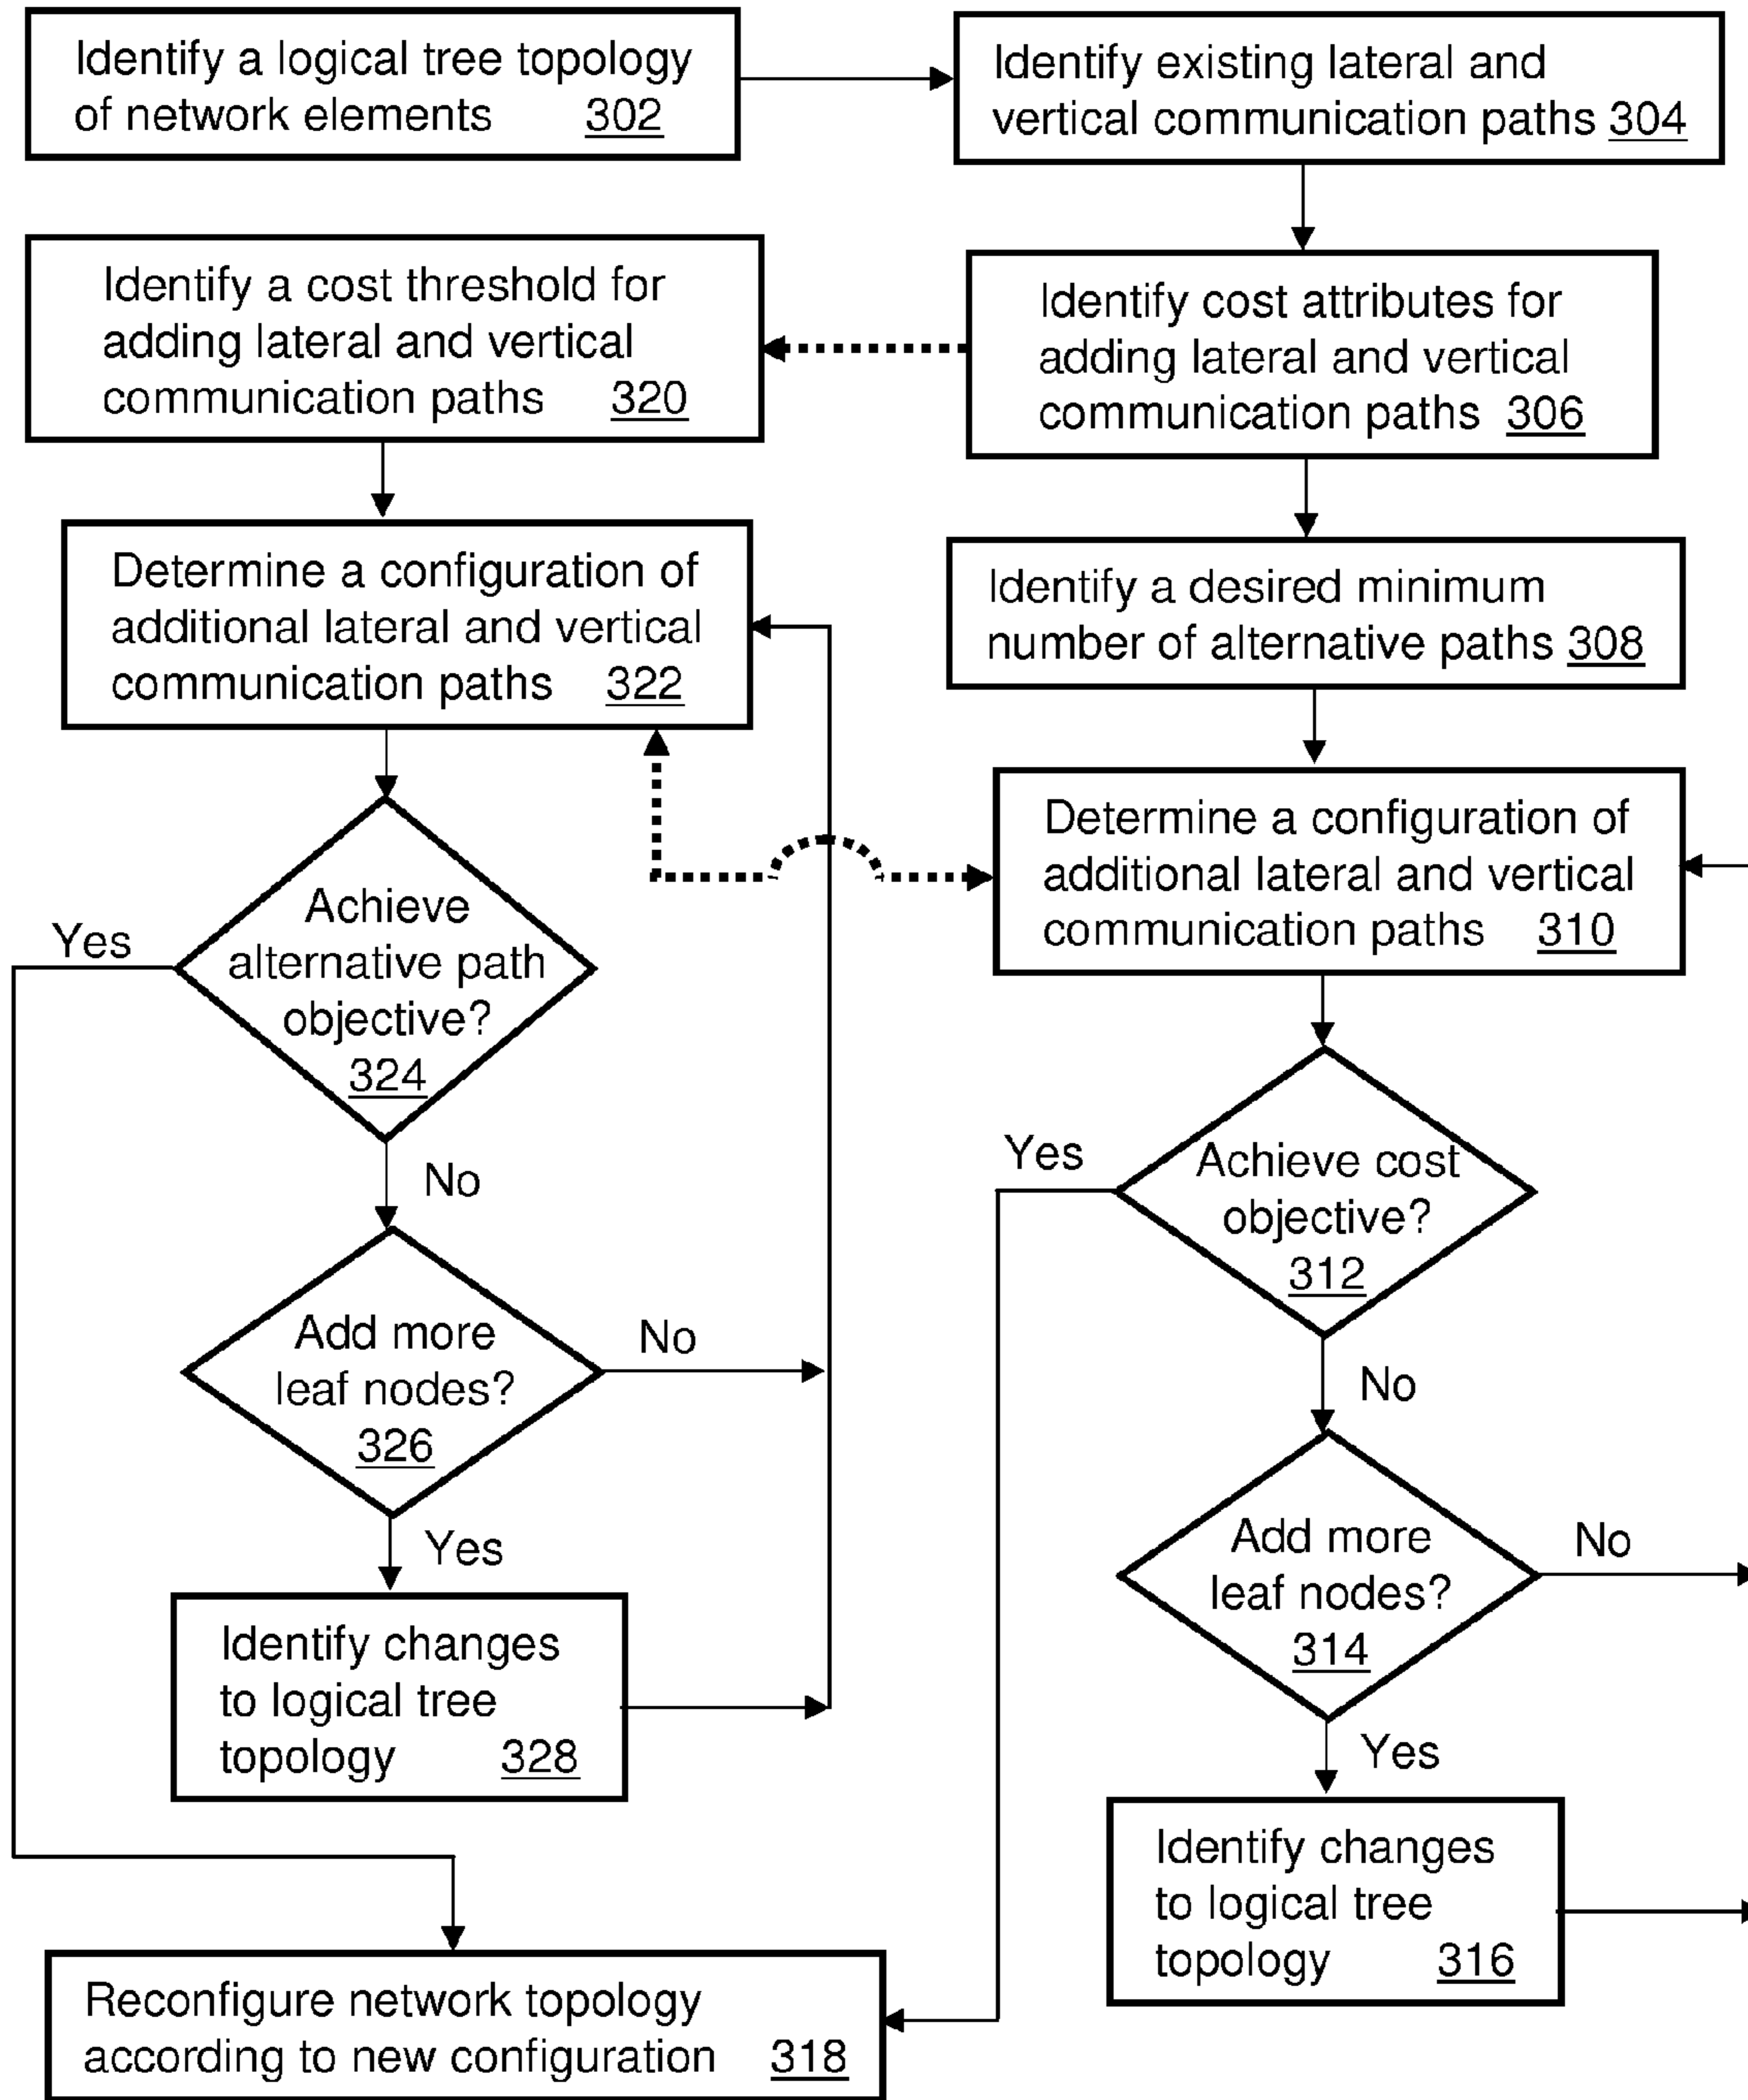 Identify a logical tree topology
of network elements 302
Identify existing lateral and
vertical communication paths 304
Identify a cost threshold for
adding lateral and vertical
communication paths 320
Identify cost attributes for
adding lateral and vertical
communication paths 306
Determine a configuration of
additional lateral and vertical
communication paths 322
Identify a desired minimum
number of alternative paths 308
Determine a configuration of
additional lateral and vertical
communication paths 310
Yes
Achieve
alternative path
objective?
324
No
Yes
Achieve cost
objective?
312
No
Add more
leaf nodes?
326
No
Yes
Add more
leaf nodes?
314
No
Yes
Identify changes
to logical tree
topology 328
Identify changes
to logical tree
topology 316
Reconfigure network topology
according to new configuration 318